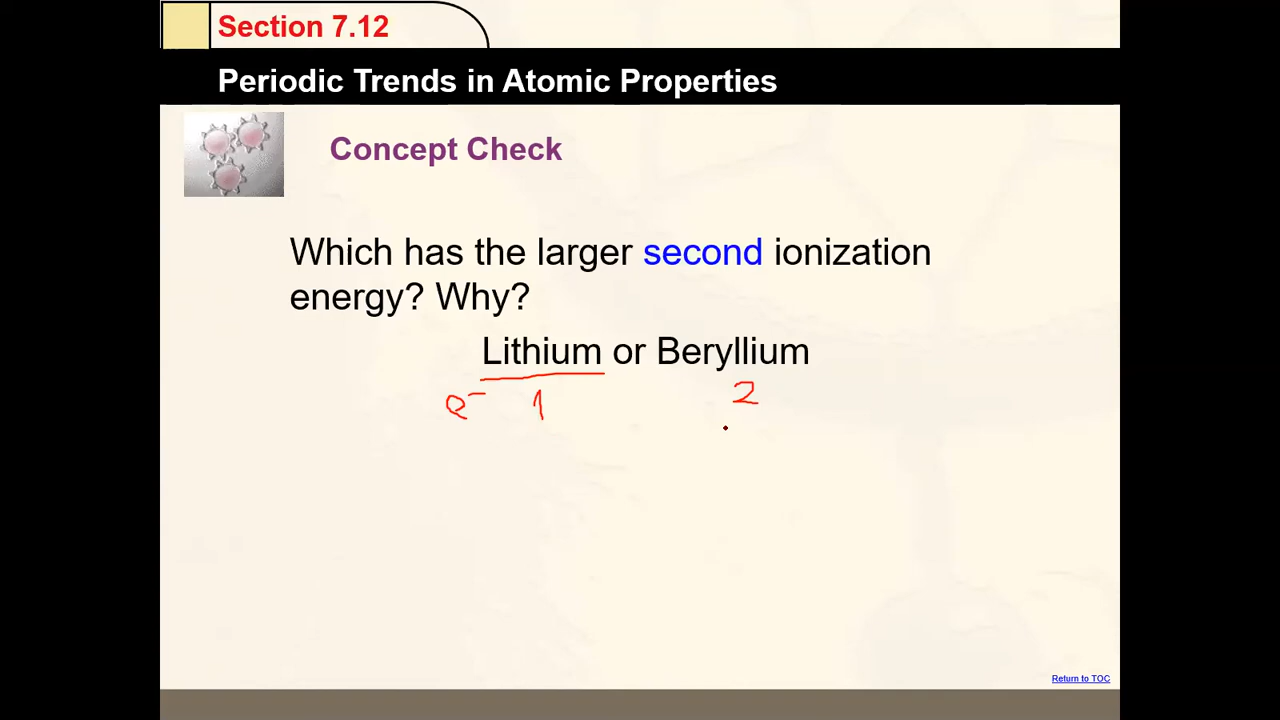 Section 7.12
Periodic Trends in Atomic Properties
Concept Check
Which has the larger second ionization
energy? Why?
Lithium or Beryllium
e⁻ 1 2
Return to TOC